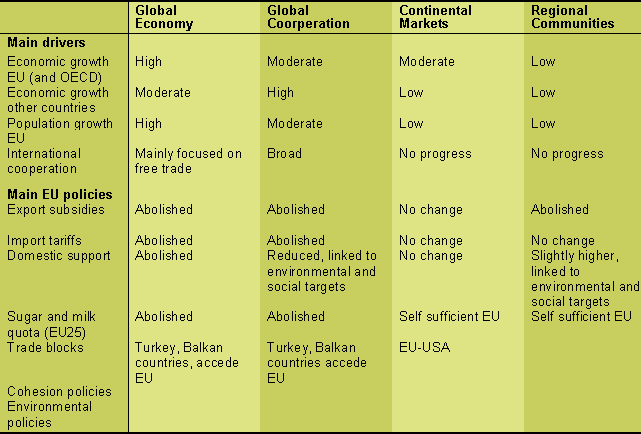 Global Economy Global Cooperation Continental Markets Regional Communities
Main drivers
Economic growth EU (and OECD) High Moderate Moderate Low
Economic growth other countries Moderate High Low Low
Population growth EU High Moderate Low Low
International cooperation Mainly focused on free trade Broad No progress No progress
Main EU policies
Export subsidies Abolished Abolished No change Abolished
Import tariffs Abolished Abolished No change No change
Domestic support Abolished Reduced, linked to environmental and social targets No change Slightly higher, linked to environmental and social targets
Sugar and milk quota (EU25) Abolished Abolished Self sufficient EU Self sufficient EU
Trade blocks Turkey, Balkan countries, accede EU Turkey, Balkan countries accede EU EU-USA
Cohesion policies
Environmental policies